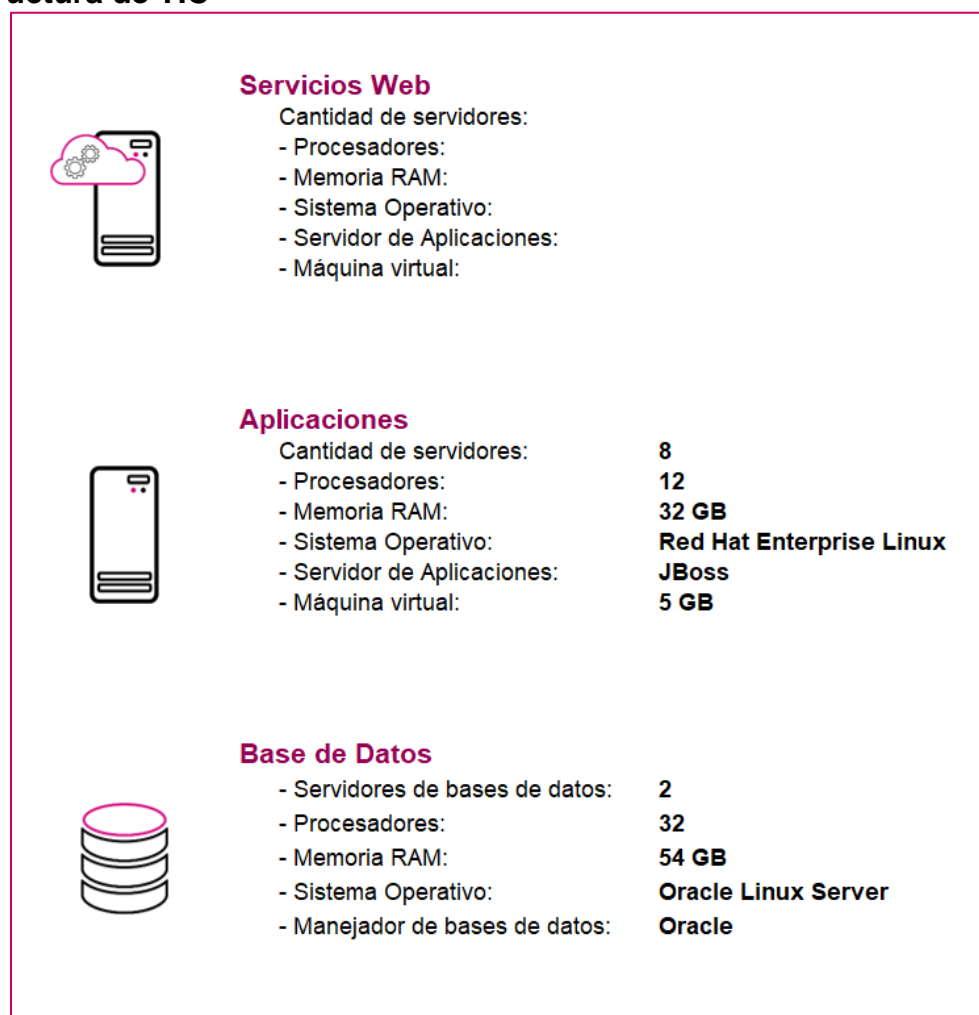 Servicios Web
Cantidad de servidores:
- Procesadores:
- Memoria RAM:
- Sistema Operativo:
- Servidor de Aplicaciones:
- Máquina virtual:
Aplicaciones
Cantidad de servidores: 8
- Procesadores: 12
- Memoria RAM: 32 GB
- Sistema Operativo: Red Hat Enterprise Linux
- Servidor de Aplicaciones: JBoss
- Máquina virtual: 5 GB
Base de Datos
- Servidores de bases de datos: 2
- Procesadores: 32
- Memoria RAM: 54 GB
- Sistema Operativo: Oracle Linux Server
- Manejador de bases de datos: Oracle